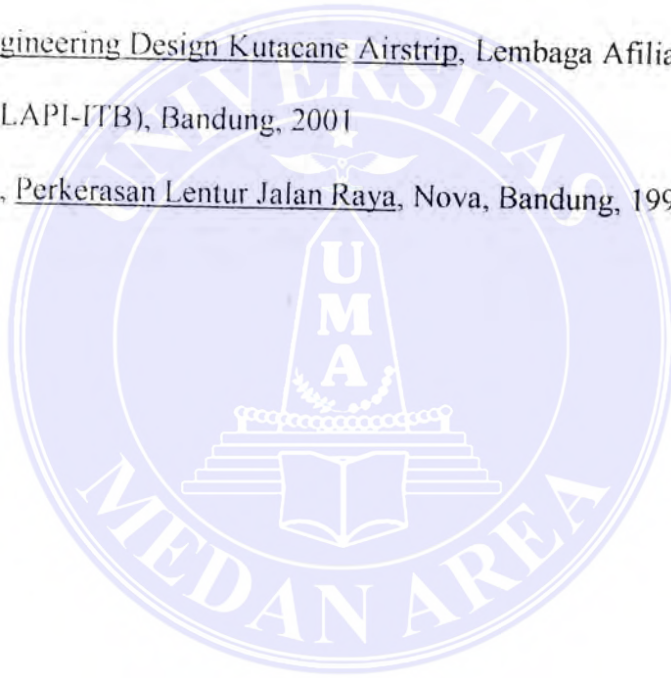 gineering Design Kutacane Airstrip, Lembaga Afilia
LAPI-ITB), Bandung, 2001
, Perkerasan Lentur Jalan Raya, Nova, Bandung, 199
UNIVERSITAS
UMA
MEDAN AREA